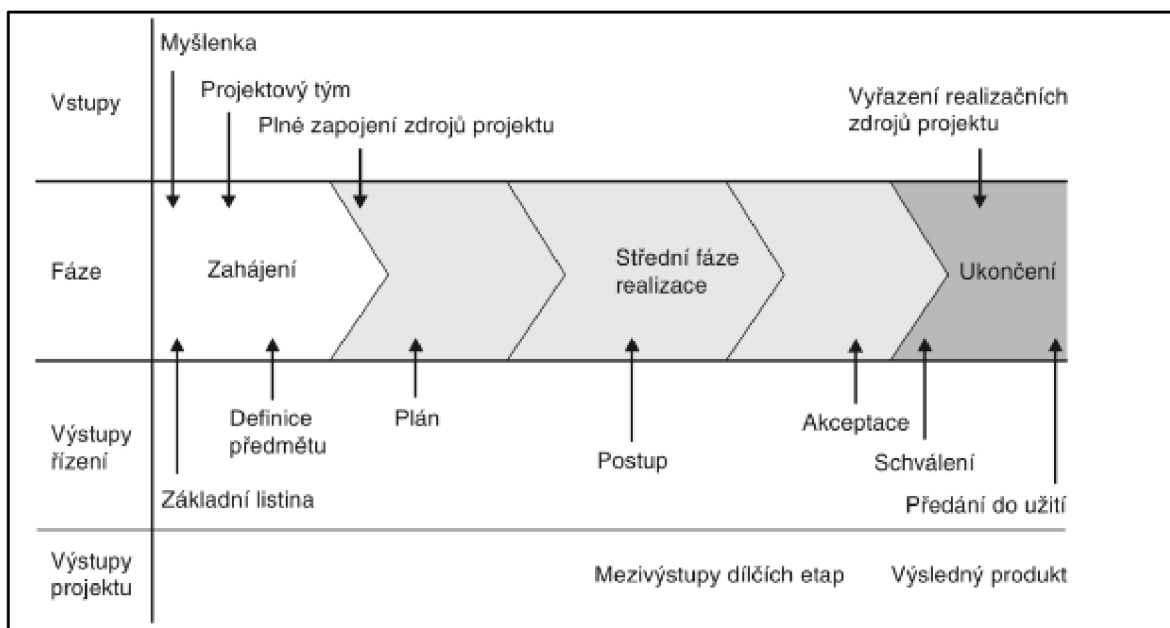 Myšlenka
Vstupy
Projektový tým
Plné zapojení zdrojů projektu
Vyřazení realizačních
zdrojů projektu
Fáze
Zahájení
Střední fáze
realizace
Ukončení
Výstupy
řízení
Definice
předmětu
Plán
Postup
Akceptace
Schválení
Základní listina
Předání do užití
Výstupy
projektu
Mezivýstupy dílčích etap
Výsledný produkt